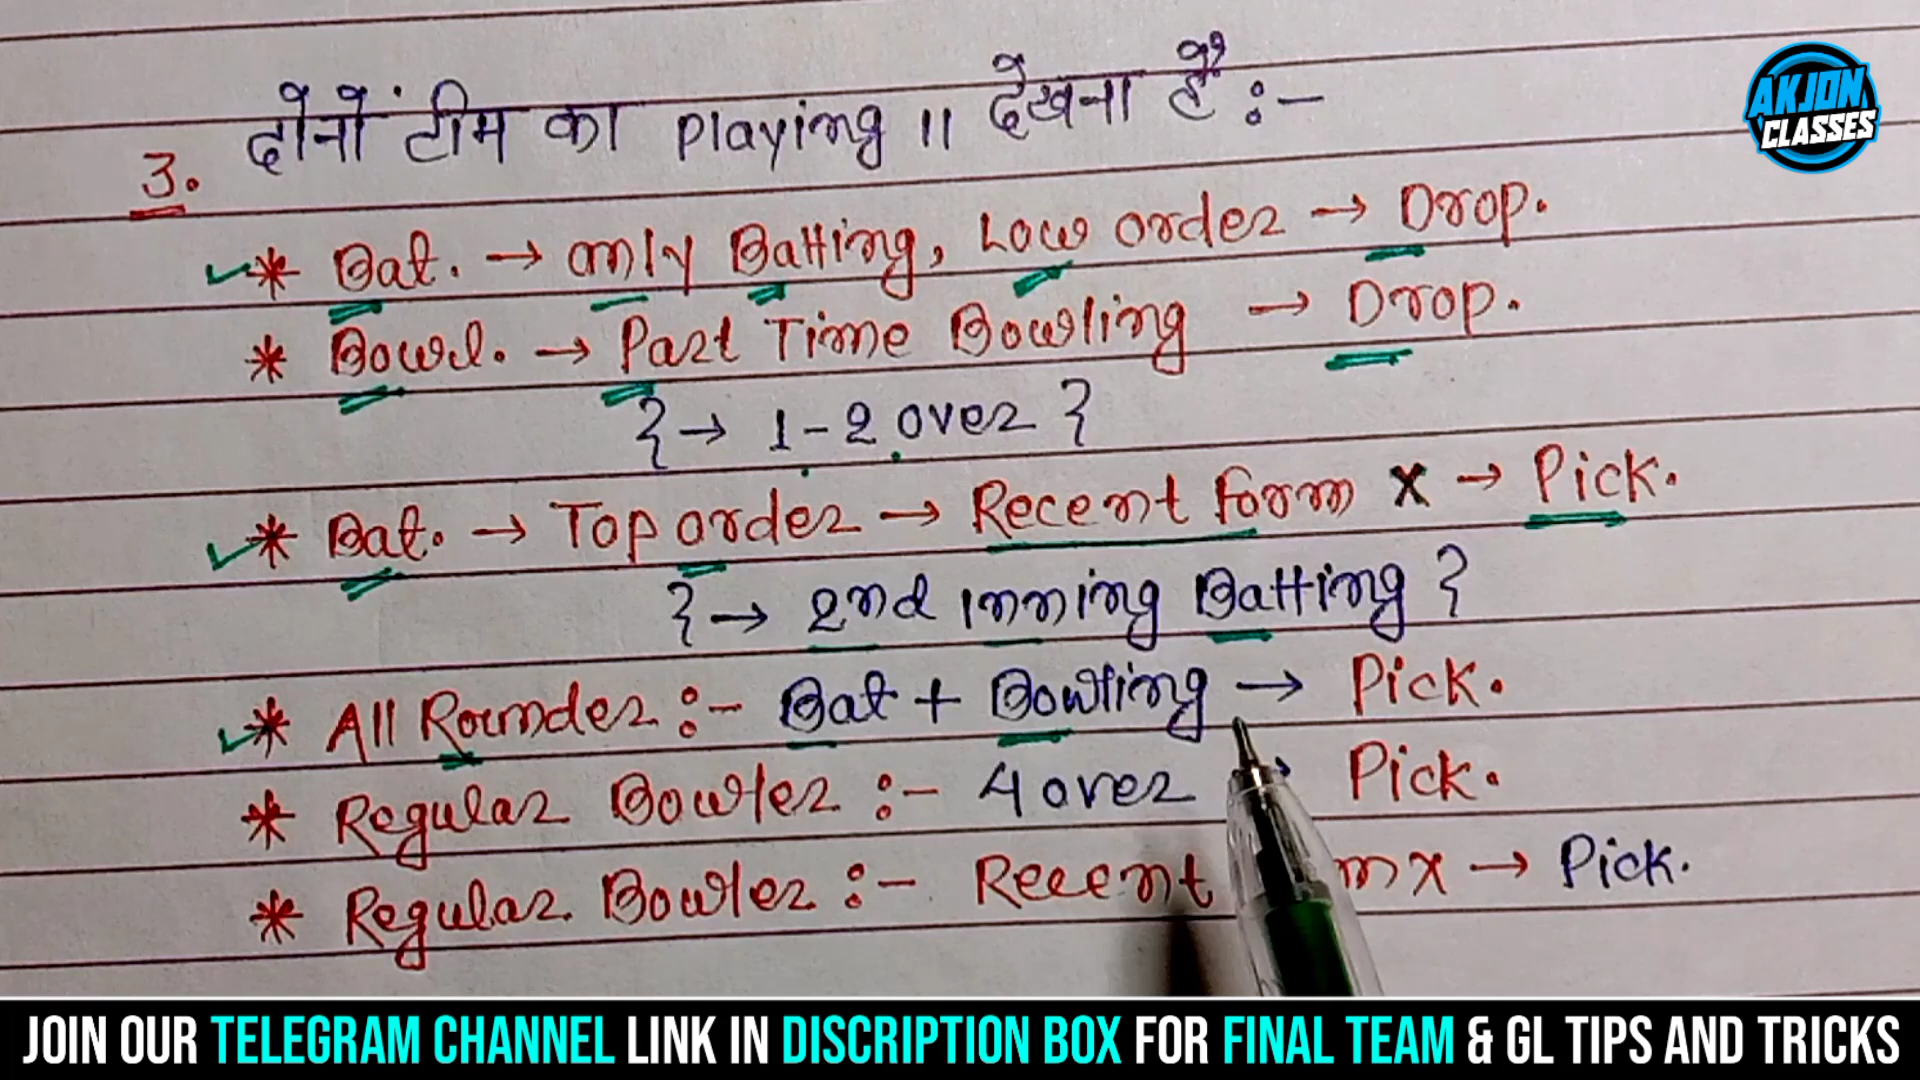 AKJON
CLASSES
3. दोनों टीम का Playing 11 देखना है :-
* Bat. → only Batting, Low order → Drop.
* Bowl. → Part Time Bowling → Drop.
{→ 1-2 over }
* Bat. → Top order → Recent form X → Pick.
{→ 2nd Inning Batting }
* All Rounder :- Bat + Bowling → Pick.
* Regular Bowler :- 4 over → Pick.
* Regular Bowler :- Recent m x → Pick.
JOIN OUR TELEGRAM CHANNEL LINK IN DISCRIPTION BOX FOR FINAL TEAM & GL TIPS AND TRICKS